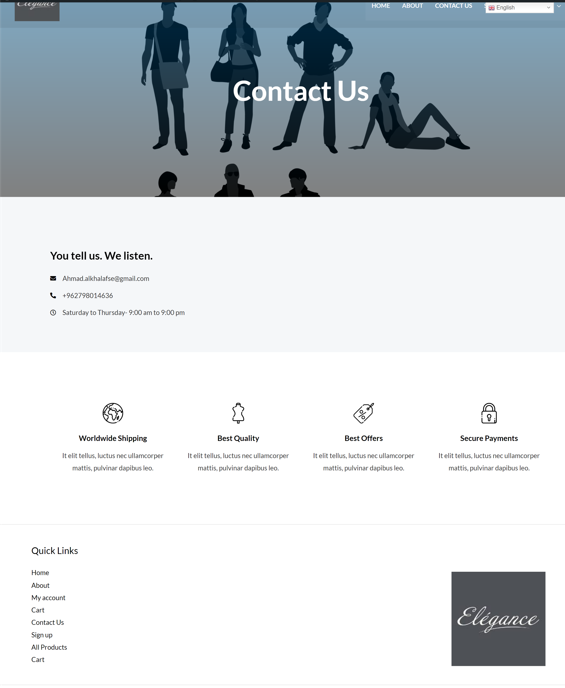 Elégance
HOME ABOUT CONTACT US English
Contact Us
You tell us. We listen.
Ahmad.alkhalafse@gmail.com
+962798014636
Saturday to Thursday- 9:00 am to 9:00 pm
Worldwide Shipping
It elit tellus, luctus nec ullamcorper
mattis, pulvinar dapibus leo.
Best Quality
It elit tellus, luctus nec ullamcorper
mattis, pulvinar dapibus leo.
Best Offers
It elit tellus, luctus nec ullamcorper
mattis, pulvinar dapibus leo.
Secure Payments
It elit tellus, luctus nec ullamcorper
mattis, pulvinar dapibus leo.
Quick Links
Home
About
My account
Cart
Contact Us
Sign up
All Products
Cart
Elégance